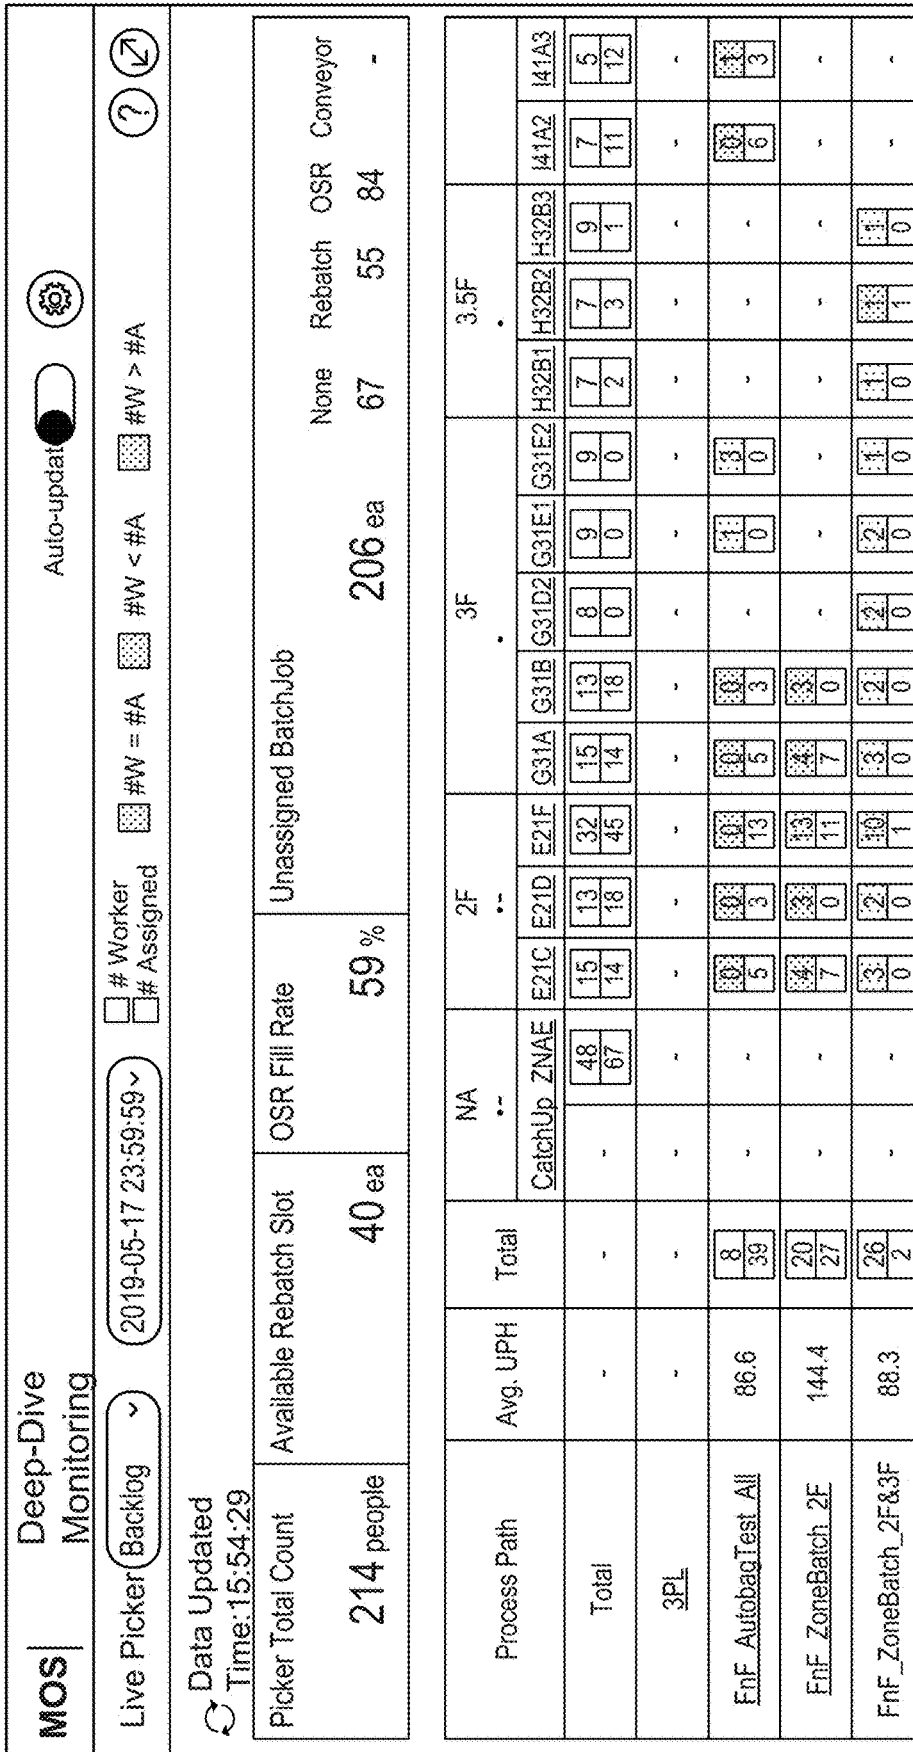 MOS
Deep-Dive
Monitoring
Auto-updat
Live Picker Backlog
2019-05-17 23:59:59
# Worker
# Assigned
#W = #A
#W < #A
#W > #A
?
Data Updated
Time:15:54:29
Picker Total Count
214 people
Available Rebatch Slot
40 ea
OSR Fill Rate
59 %
Unassigned BatchJob
206 ea
None Rebatch OSR Conveyor
67 55 84 -
Process Path Avg. UPH Total NA 2F 3F 3.5F
CatchUp ZNAE E21C E21D E21F G31A G31B G31D2 G31E1 G31E2 H32B1 H32B2 H32B3 I41A2 I41A3
Total - - - 48 15 13 32 15 13 8 9 9 7 7 9 7 5
67 14 18 45 14 18 0 0 0 2 3 1 11 12
3PL - - - - - - - - - - - - - - - - -
FnF_AutobagTest_All 86.6 8 - - 0 0 0 0 0 - 1 3 - - - 0 1
39 5 3 13 5 3 0 0 6 3
FnF_ZoneBatch_2F 144.4 20 - - 4 3 13 4 3 - - - - - - - -
27 7 0 11 7 0
FnF_ZoneBatch_2F&3F 88.3 26 - - 3 2 10 3 2 2 2 1 1 1 1 - -
2 0 0 1 0 0 0 0 0 0 1 0